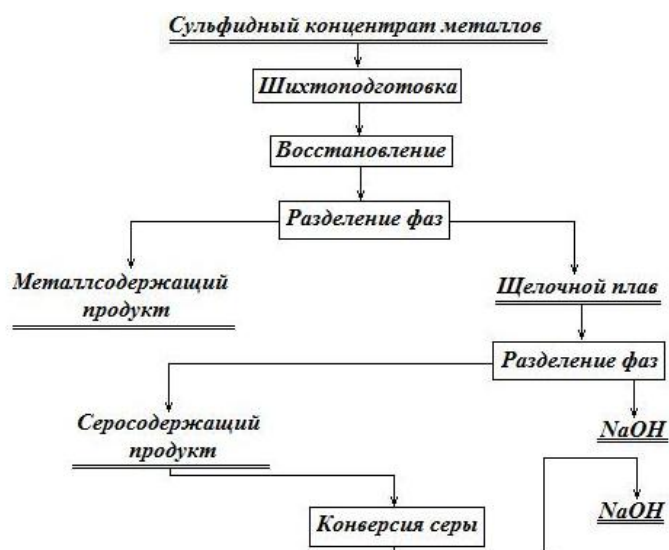 Сульфидный концентрат металлов
Шихтоподготовка
Восстановление
Разделение фаз
Металлсодержащий
продукт
Щелочной плав
Разделение фаз
Серосодержащий
продукт
NaOH
NaOH
Конверсия серы